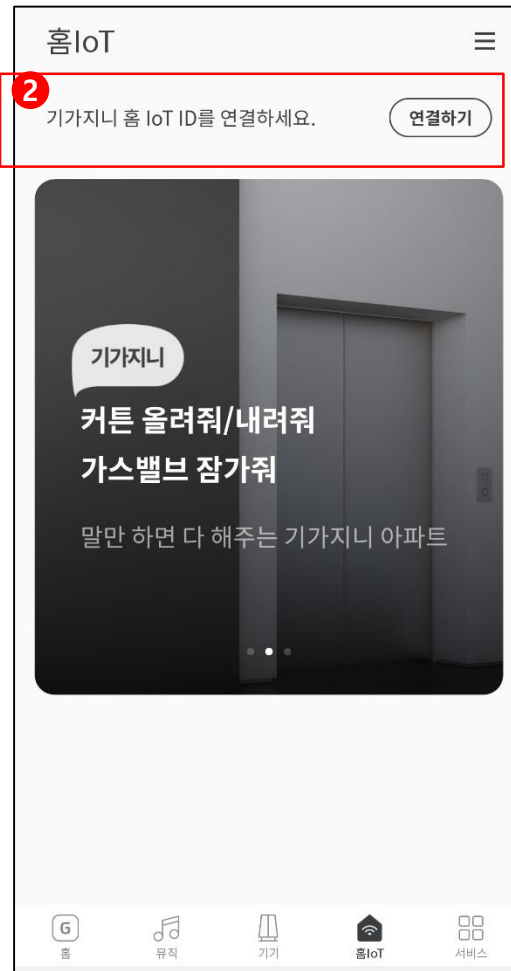 홈IoT
2
기가지니 홈 IoT ID를 연결하세요.
연결하기
기가지니
커튼 올려줘/내려줘
가스밸브 잠가줘
말만 하면 다 해주는 기가지니 아파트
G
홈
뮤직
기기
홈IoT
서비스